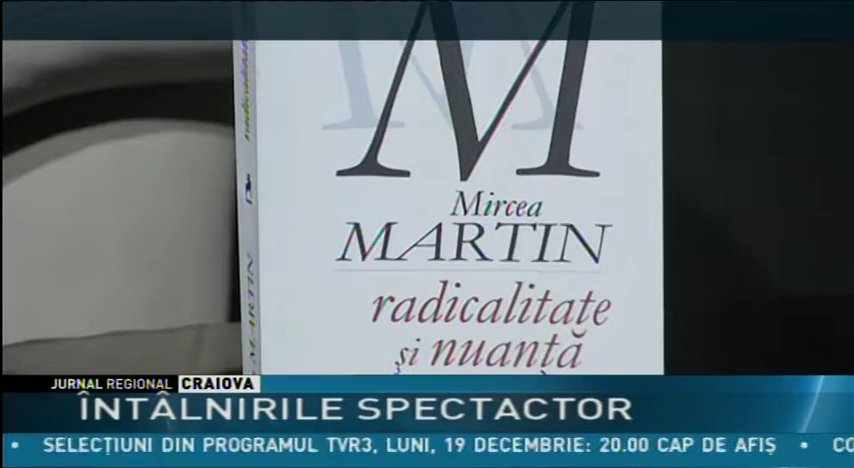 M
Mircea
MARTIN
radicalitate
și nuanță
MARTIN
JURNAL REGIONAL CRAIOVA
ÎNTÂLNIRILE SPECTACTOR
• SELECȚIUNI DIN PROGRAMUL TVR3, LUNI, 19 DECEMBRIE: 20.00 CAP DE AFIȘ •